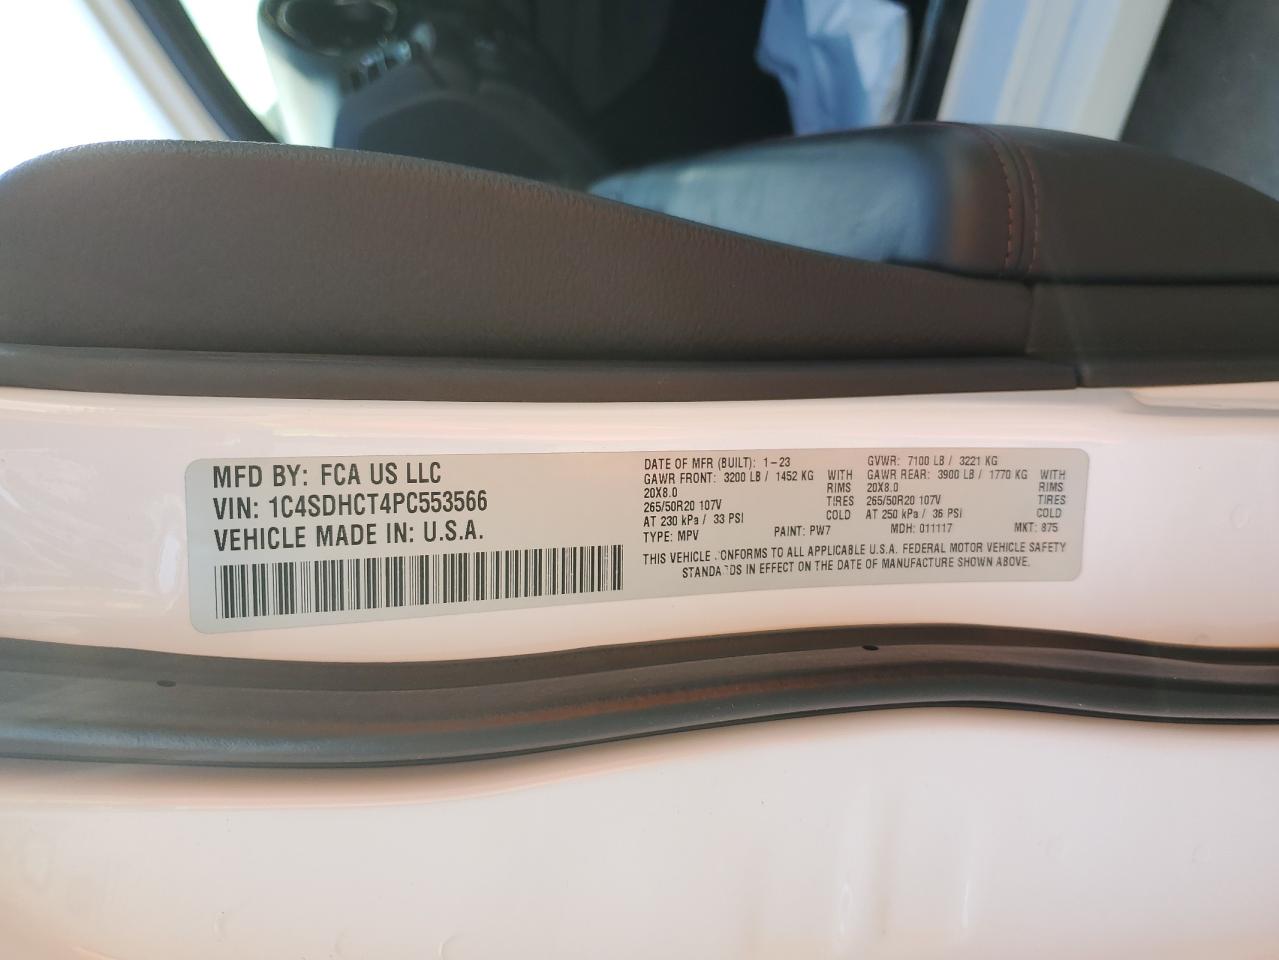 MFD BY: FCA US LLC
VIN: 1C4SDHCT4PC553566
VEHICLE MADE IN: U.S.A.
DATE OF MFR (BUILT): 1-23
GAWR FRONT: 3200 LB / 1452 KG WITH
20X8.0 RIMS
265/50R20 107V TIRES
AT 230 kPa / 33 PSI COLD
TYPE: MPV PAINT: PW7
GVWR: 7100 LB / 3221 KG
GAWR REAR: 3900 LB / 1770 KG WITH
20X8.0 RIMS
265/50R20 107V TIRES
AT 250 kPa / 36 PSI COLD
MDH: 011117 MKT: 875
THIS VEHICLE CONFORMS TO ALL APPLICABLE U.S.A. FEDERAL MOTOR VEHICLE SAFETY
STANDARDS IN EFFECT ON THE DATE OF MANUFACTURE SHOWN ABOVE.